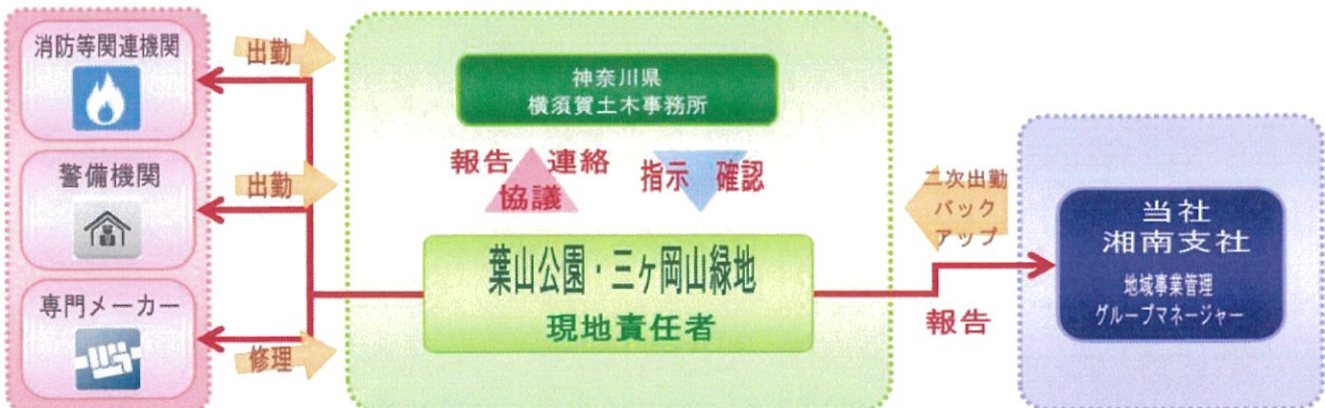 消防等関連機関
出勤
警備機関
出勤
専門メーカー
修理
神奈川県
横須賀土木事務所
報告 連絡
協議
指示 確認
葉山公園・三ヶ岡山緑地
現地責任者
二次出勤
バック
アップ
報告
当社
湘南支社
地域事業管理
グループマネージャー